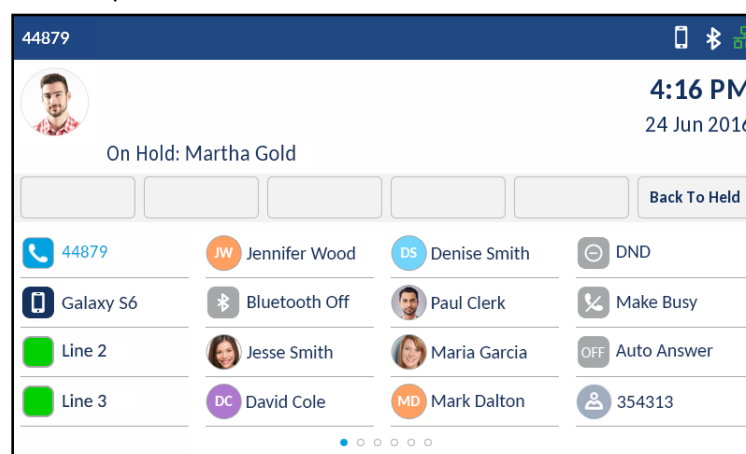 44879
4:16 PM
24 Jun 2016
On Hold: Martha Gold
Back To Held
44879 JW Jennifer Wood DS Denise Smith DND
Galaxy S6 Bluetooth Off Paul Clerk Make Busy
Line 2 Jesse Smith Maria Garcia OFF Auto Answer
Line 3 DC David Cole MD Mark Dalton 354313